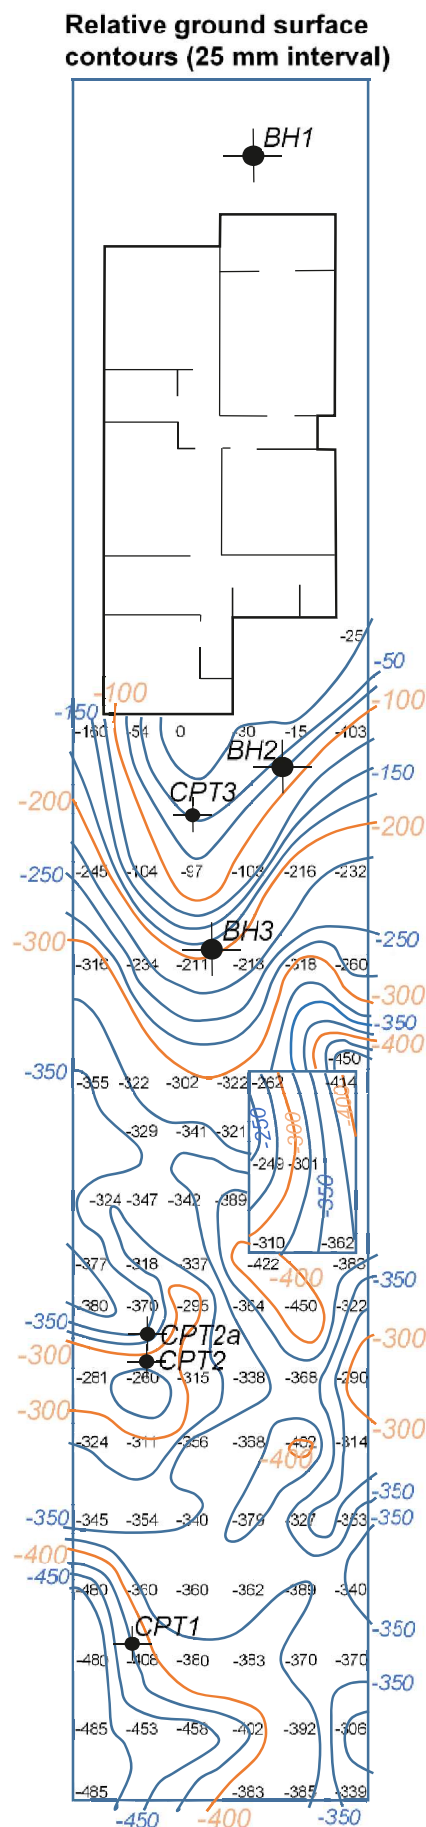 Relative ground surface
contours (25 mm interval)
BH1
-25
-50
-100 -100
-150
-160 -54 0 -30 -15 -103
BH2
-150
CPT3
-200
-200
-250 -245 -104 -97 -103 -216 -232
BH3
-300 -250
-316 -234 -211 -213 -318 -260
-300
-350
-400
-450
-350
-355 -322 -302 -322 -262 -414
-400
-250 -300
-329 -341 -321
-249 -301
-350
-324 -347 -342 -389
-310 -362
-377 -318 -337 -422 -383
-400 -350
-380 -370 -295 -364 -450 -322
-350
CPT2a -300
-300 CPT2
-281 -260 -315 -338 -368 -290
-300
-300
-324 -311 -356 -368 -402 -314
-400
-350
-350 -345 -354 -340 -379 -327 -353 -350
-400
-450
-480 -360 -360 -362 -389 -340
CPT1 -350
-480 -408 -380 -383 -370 -370
-350
-485 -453 -458 -402 -392 -306
-485 -383 -385 -339
-450 -400 -350